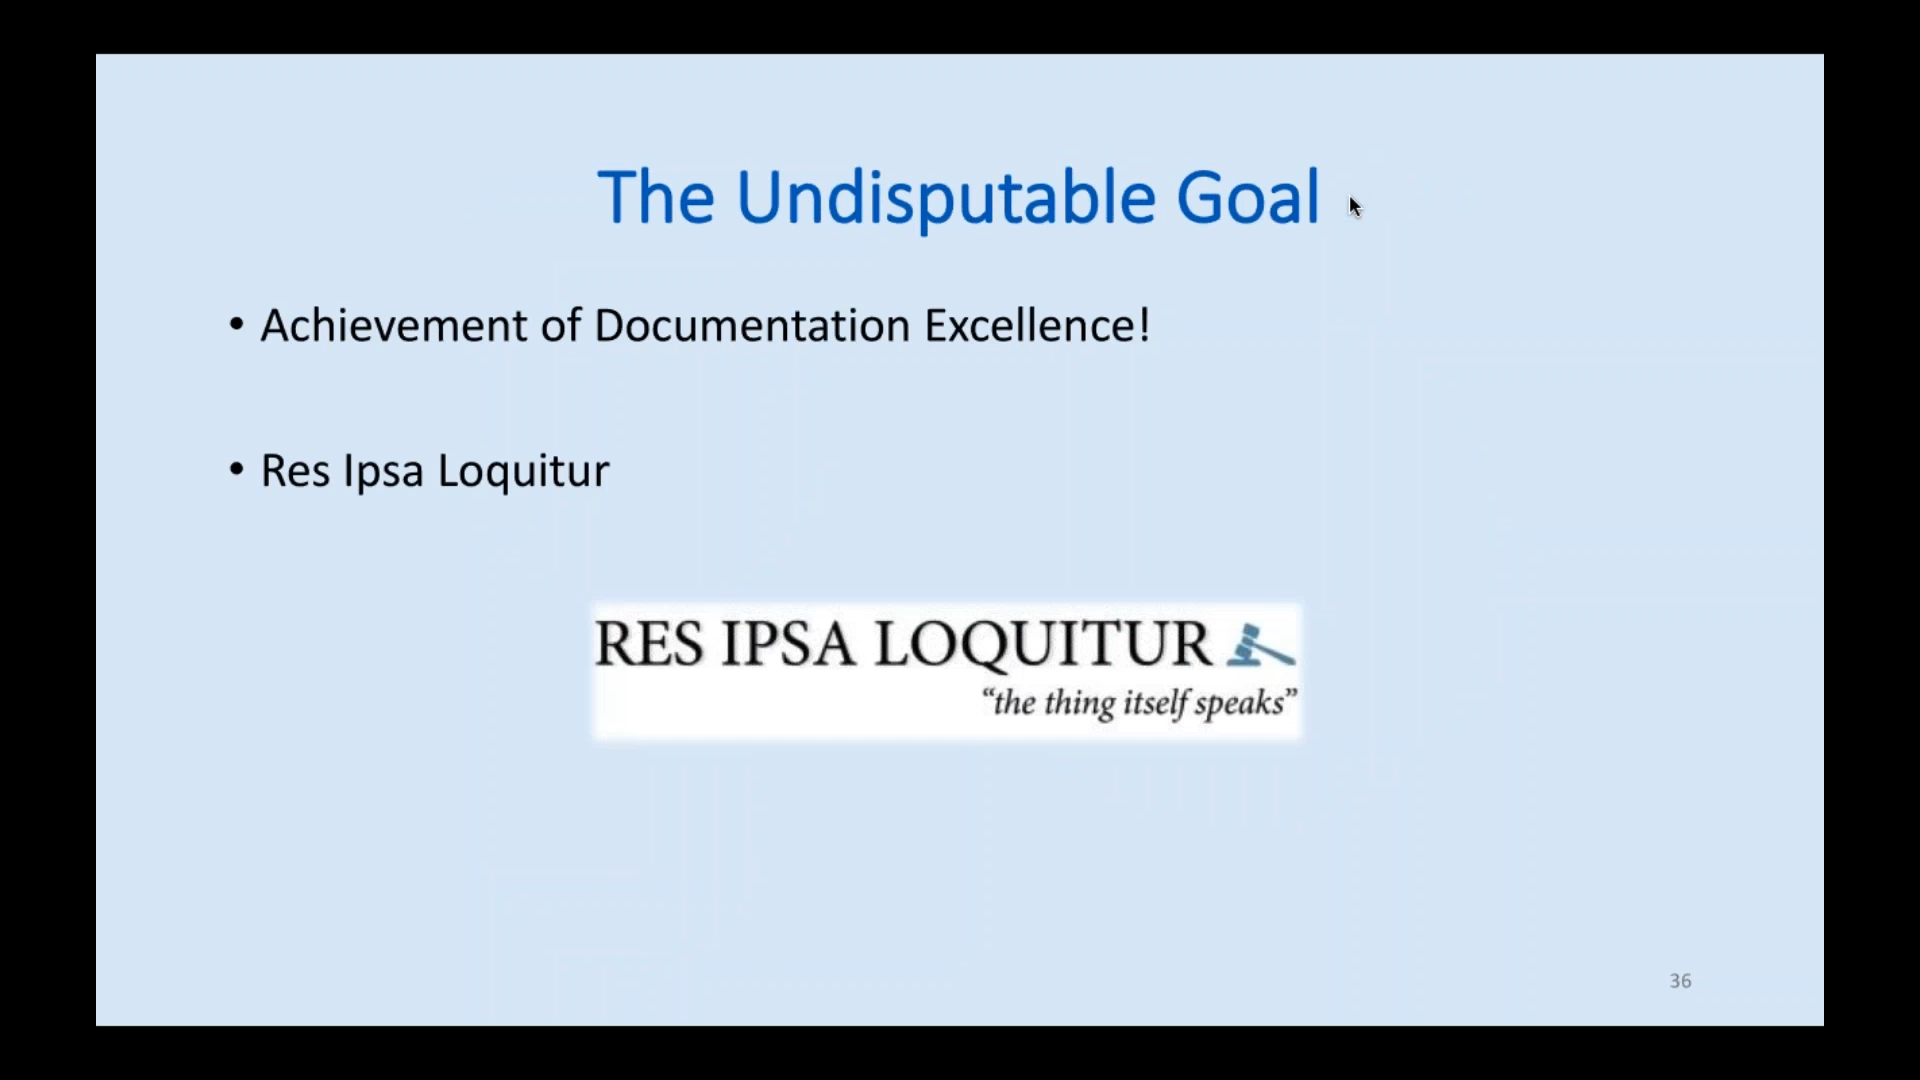 The Undisputable Goal
• Achievement of Documentation Excellence!
• Res Ipsa Loquitur
RES IPSA LOQUITUR
“the thing itself speaks”
36